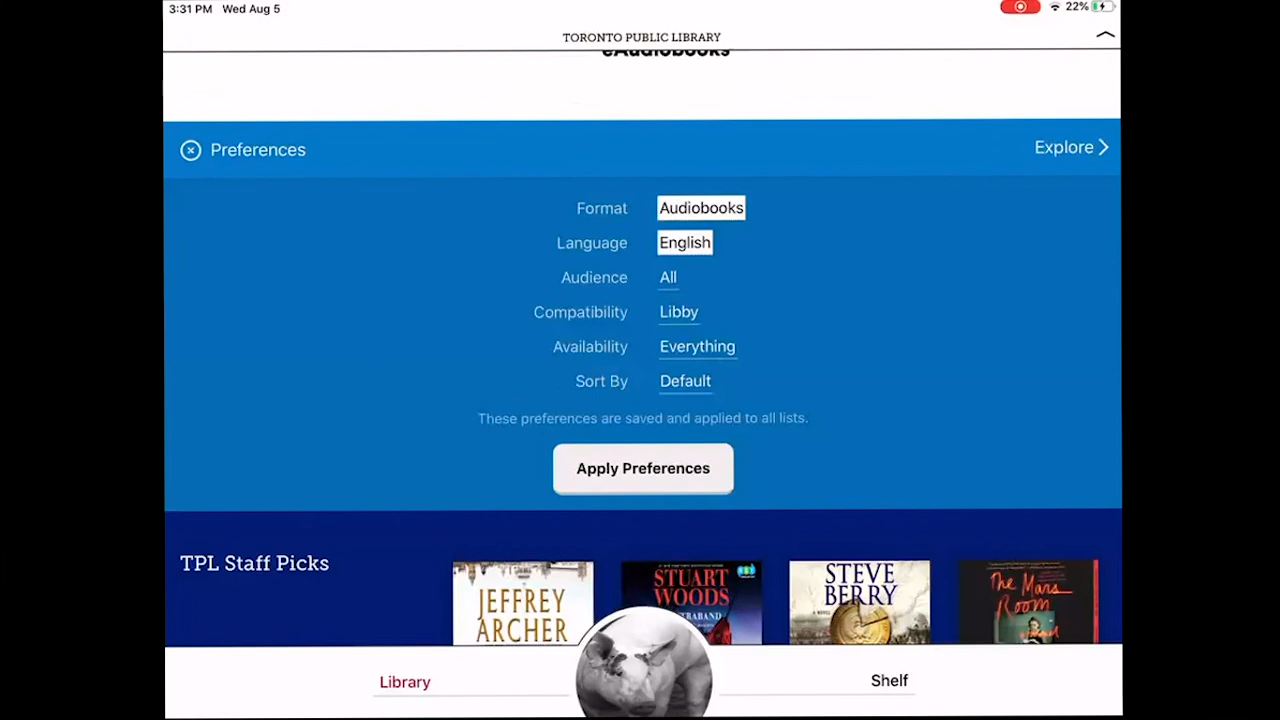 3:31 PM Wed Aug 5
22%
TORONTO PUBLIC LIBRARY
eAudiobooks
Preferences
Explore
Format Audiobooks
Language English
Audience All
Compatibility Libby
Availability Everything
Sort By Default
These preferences are saved and applied to all lists.
Apply Preferences
TPL Staff Picks
JEFFREY
ARCHER
STUART
WOODS
STEVE
BERRY
The Mars
Room
Library
Shelf